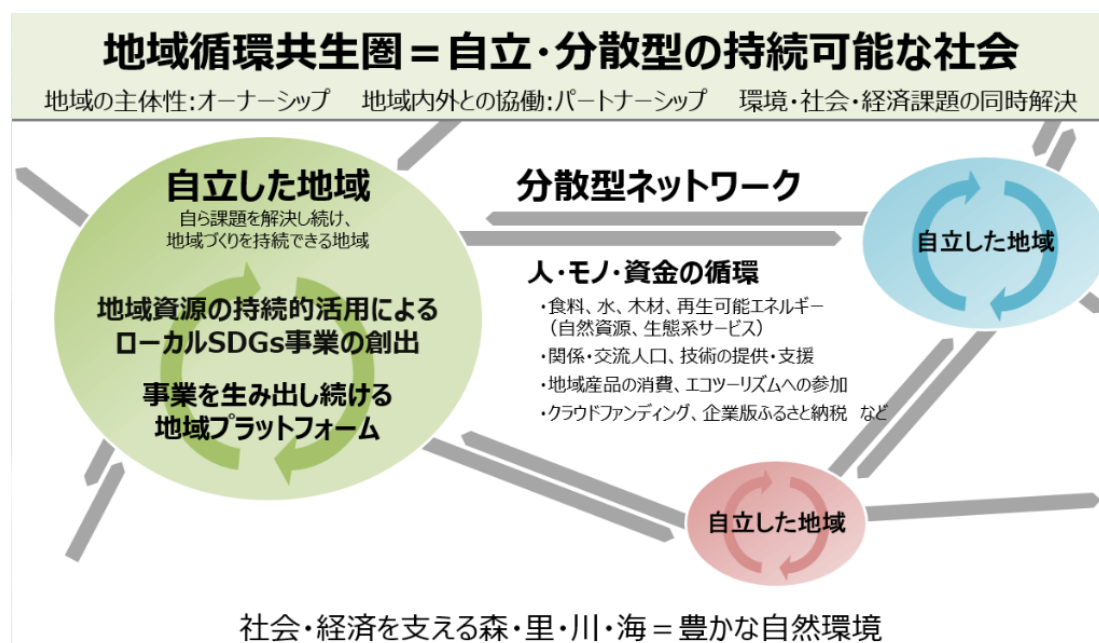 地域循環共生圏＝自立・分散型の持続可能な社会
地域の主体性:オーナーシップ　地域内外との協働:パートナーシップ　環境・社会・経済課題の同時解決
自立した地域
自ら課題を解決し続け、
地域づくりを持続できる地域
地域資源の持続的活用による
ローカルSDGs事業の創出
事業を生み出し続ける
地域プラットフォーム
分散型ネットワーク
人・モノ・資金の循環
・食料、水、木材、再生可能エネルギー
（自然資源、生態系サービス）
・関係・交流人口、技術の提供・支援
・地域産品の消費、エコツーリズムへの参加
・クラウドファンディング、企業版ふるさと納税 など
自立した地域
自立した地域
社会・経済を支える森・里・川・海＝豊かな自然環境